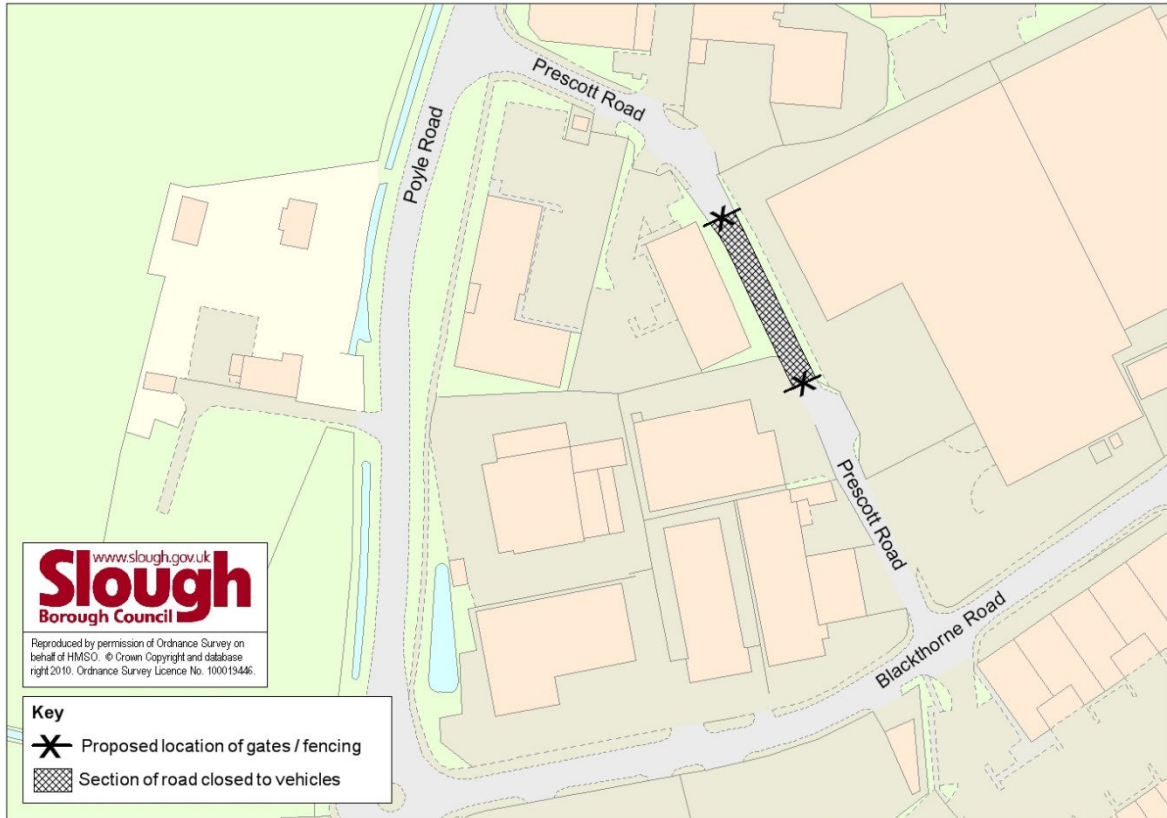 Prescott Road
Poyle Road
Prescott Road
Blackthorne Road
www.slough.gov.uk
Slough
Borough Council
Reproduced by permission of Ordnance Survey on
behalf of HMSO. © Crown Copyright and database
right 2010. Ordnance Survey Licence No. 100019446.
Key
Proposed location of gates / fencing
Section of road closed to vehicles